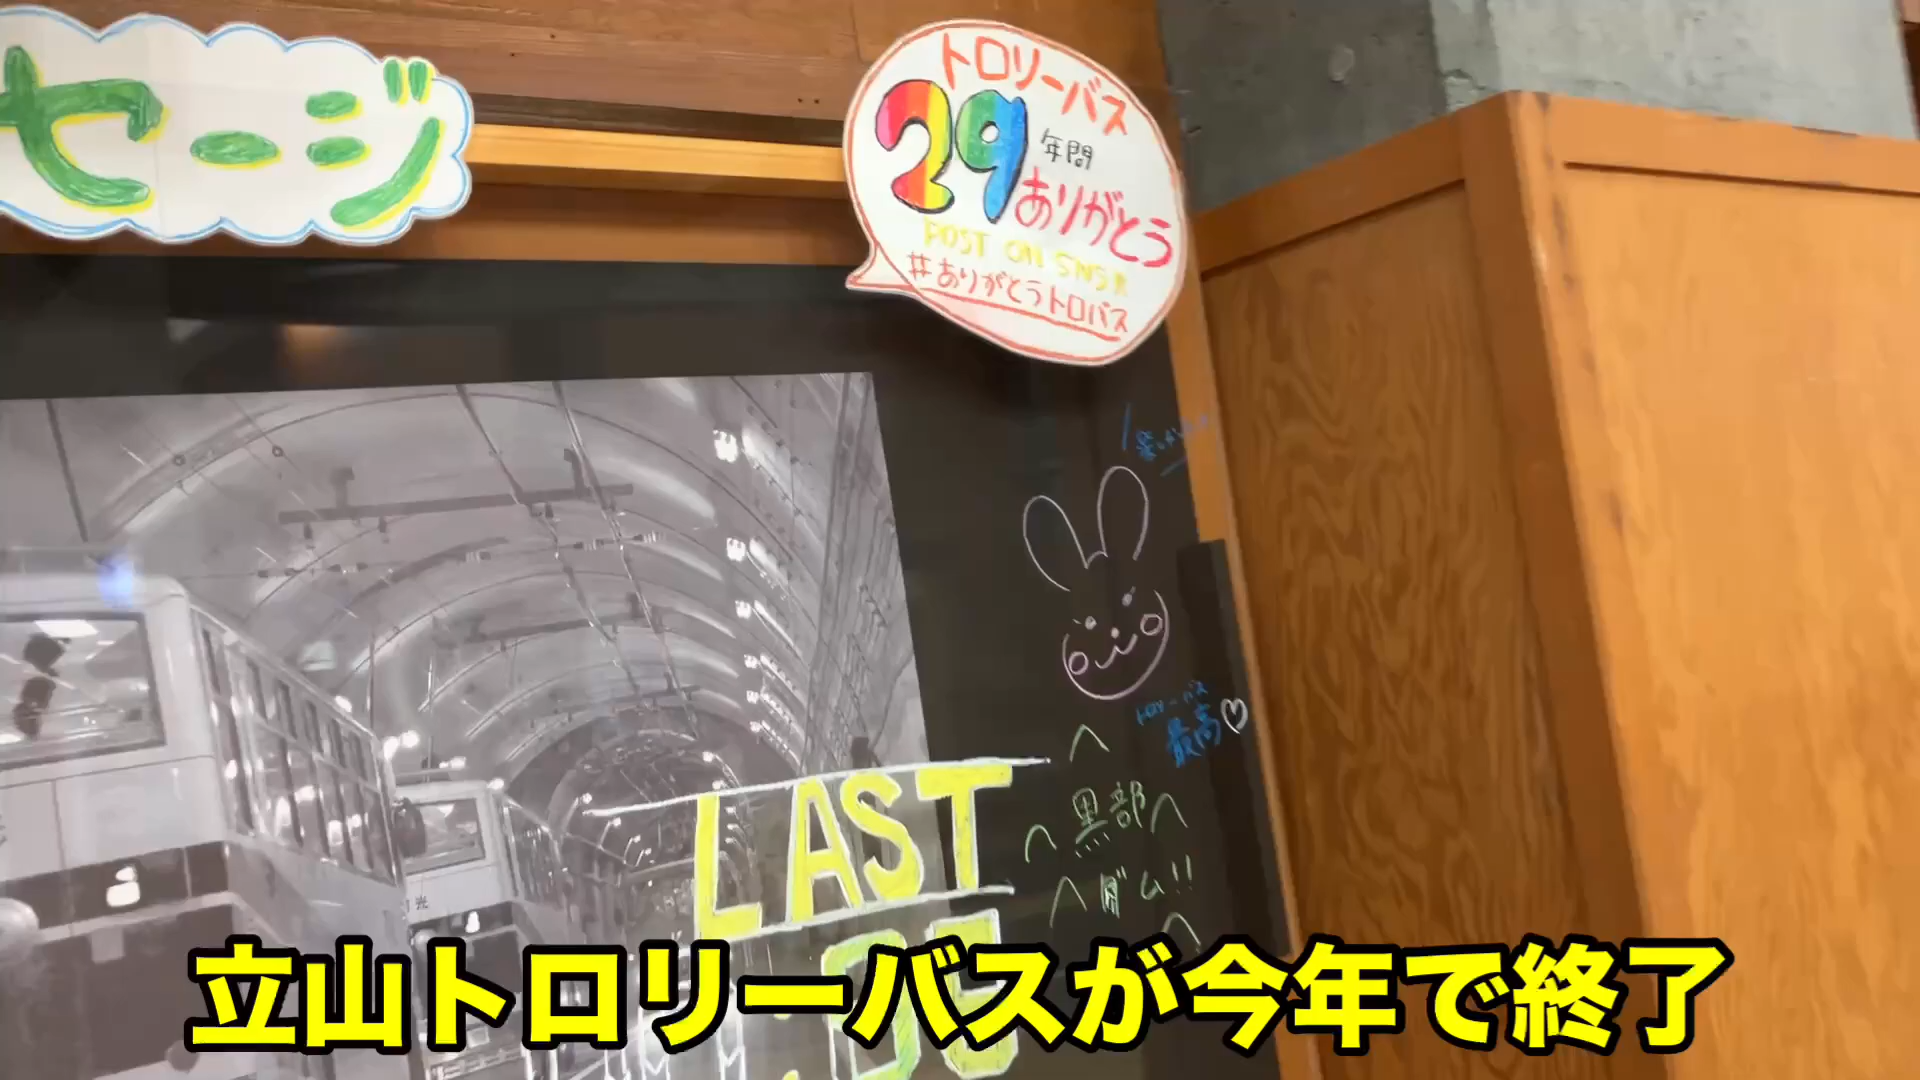 セージ
トロリーバス
29年間
ありがとう
POST ON SNS
#ありがとうトロバス
トロリーバス
最高♡
黒部
ダム!!
LAST
立山トロリーバスが今年で終了